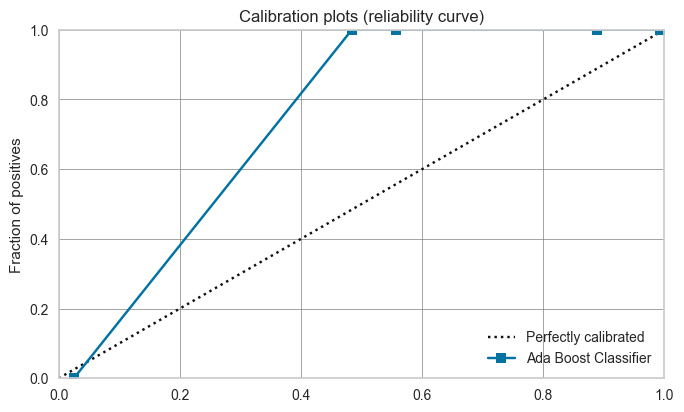 Calibration plots (reliability curve)
1.0
0.8
0.6
0.4
0.2
0.0
Fraction of positives
Perfectly calibrated
Ada Boost Classifier
0.0 0.2 0.4 0.6 0.8 1.0